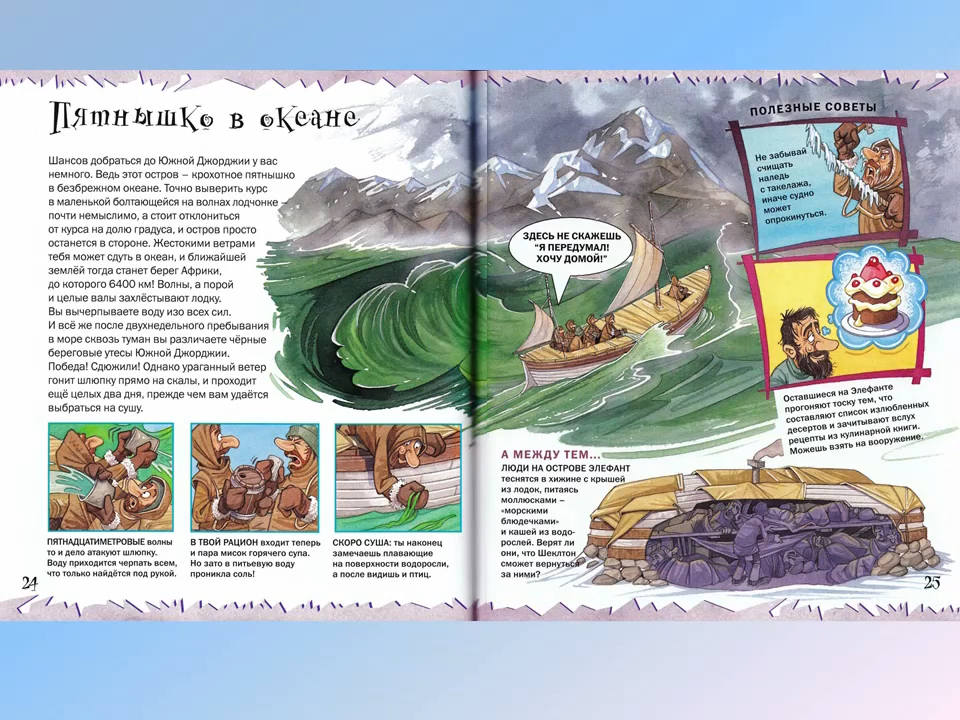 Пятнышко в океане
Шансов добраться до Южной Джорджии у вас
немного. Ведь этот остров – крохотное пятнышко
в безбрежном океане. Точно выверить курс
в маленькой болтающейся на волнах лодчонке –
почти немыслимо, а стоит отклониться
от курса на долю градуса, и остров просто
останется в стороне. Жестокими ветрами
тебя может сдуть в океан, и ближайшей
землёй тогда станет берег Африки,
до которого 6400 км! Волны, а порой
и целые валы захлёстывают лодку.
Вы вычерпываете воду изо всех сил.
И всё же после двухнедельного пребывания
в море сквозь туман вы различаете чёрные
береговые утесы Южной Джорджии.
Победа! Сдюжили! Однако ураганный ветер
гонит шлюпку прямо на скалы, и проходит
ещё целых два дня, прежде чем вам удаётся
выбраться на сушу.
ПЯТНАДЦАТИМЕТРОВЫЕ волны
то и дело атакуют шлюпку.
Воду приходится черпать всем,
что только найдётся под рукой.
В ТВОЙ РАЦИОН входит теперь
и пара мисок горячего супа.
Но зато в питьевую воду
проникла соль!
СКОРО СУША: ты наконец
замечаешь плавающие
на поверхности водоросли,
а после видишь и птиц.
24
ЗДЕСЬ НЕ СКАЖЕШЬ
“Я ПЕРЕДУМАЛ!
ХОЧУ ДОМОЙ!”
ПОЛЕЗНЫЕ СОВЕТЫ
Не забывай
счищать
наледь
с такелажа,
иначе судно
может
опрокинуться.
Оставшиеся на Элефанте
прогоняют тоску тем, что
составляют список излюбленных
десертов и зачитывают вслух
рецепты из кулинарной книги.
Можешь взять на вооружение.
А МЕЖДУ ТЕМ...
ЛЮДИ НА ОСТРОВЕ ЭЛЕФАНТ
теснятся в хижине с крышей
из лодок, питаясь
моллюсками –
«морскими
блюдечками»
и кашей из водо-
рослей. Верят ли
они, что Шеклтон
сможет вернуться
за ними?
25